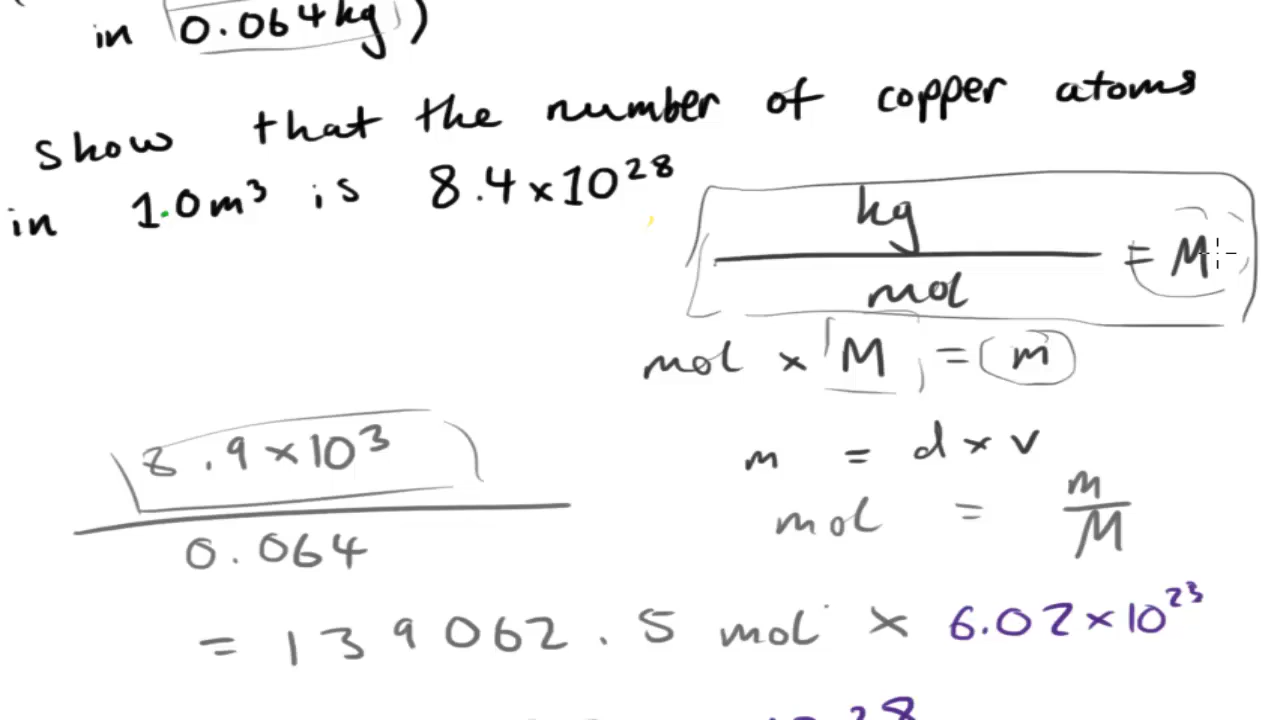 in 0.064kg)
show that the number of copper atoms
in 1.0m³ is 8.4×10²⁸
kg
mol
= M
mol × M = m
m = d × v
mol = m/M
8.9×10³
0.064
= 139062.5 mol × 6.02×10²³